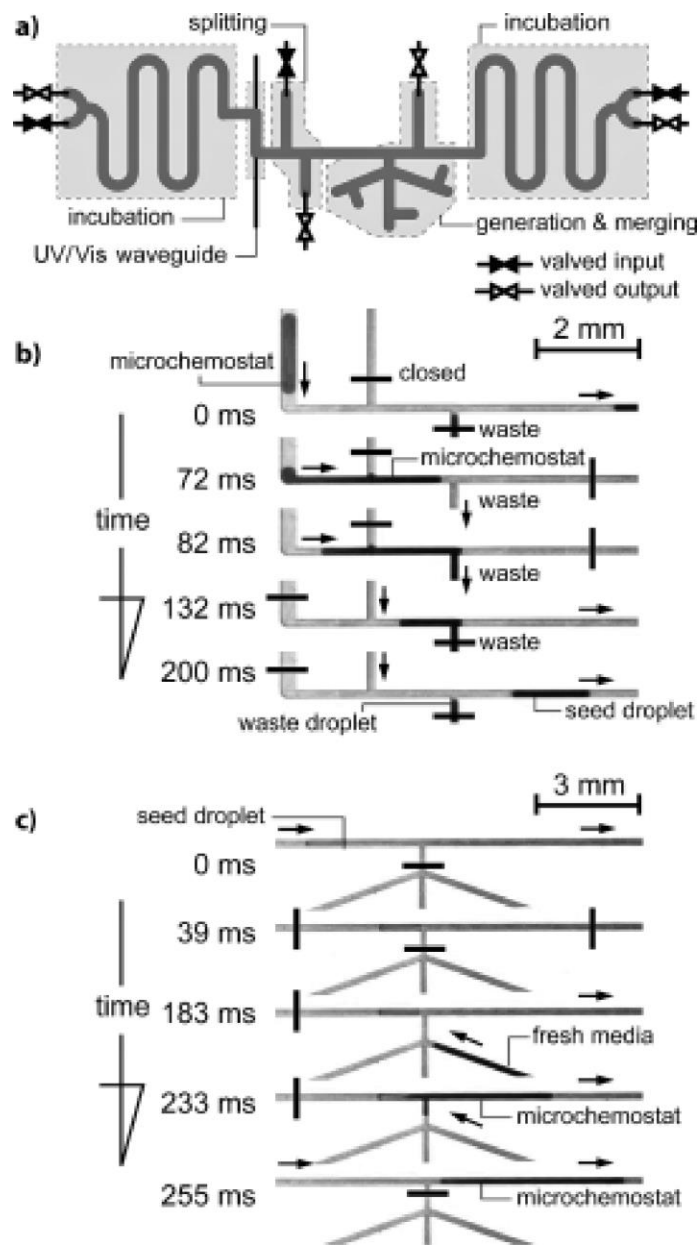 a)
splitting
incubation
incubation
UV/Vis waveguide
generation & merging
valved input
valved output
b)
2 mm
microchemostat
closed
0 ms
waste
microchemostat
72 ms
waste
time
82 ms
waste
132 ms
waste
200 ms
waste droplet
seed droplet
c)
3 mm
seed droplet
0 ms
39 ms
time
183 ms
fresh media
233 ms
microchemostat
255 ms
microchemostat